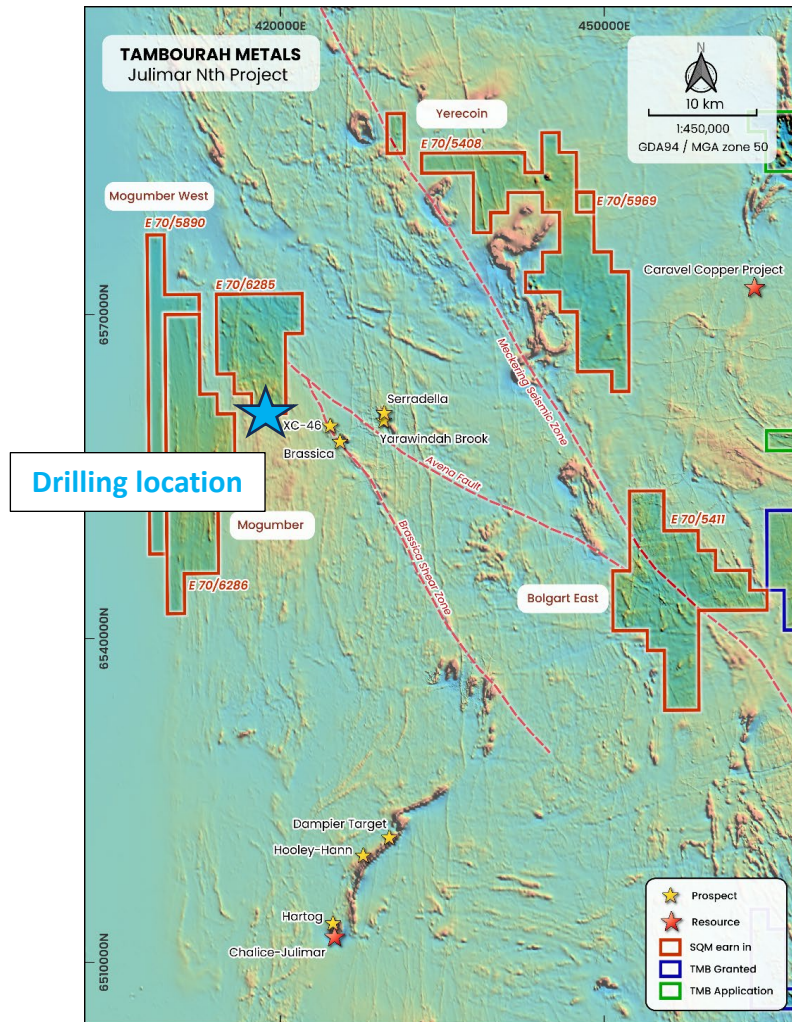 420000E
450000E
TAMBOURAH METALS
Julimar Nth Project
N
10 km
1:450,000
GDA94 / MGA zone 50
Yerecoin
E 70/5408
E 70/5969
Mogumber West
E 70/5890
E 70/6285
Caravel Copper Project
6570000N
Meckering Seismic Zone
Serradella
XC-46
Yarawindah Brook
Brassica
Avena Fault
Drilling location
E 70/5411
Mogumber
Brassica Shear Zone
E 70/6286
Bolgart East
6540000N
Dampier Target
Hooley-Hann
Hartog
Chalice-Julimar
6510000N
Prospect
Resource
SQM earn in
TMB Granted
TMB Application